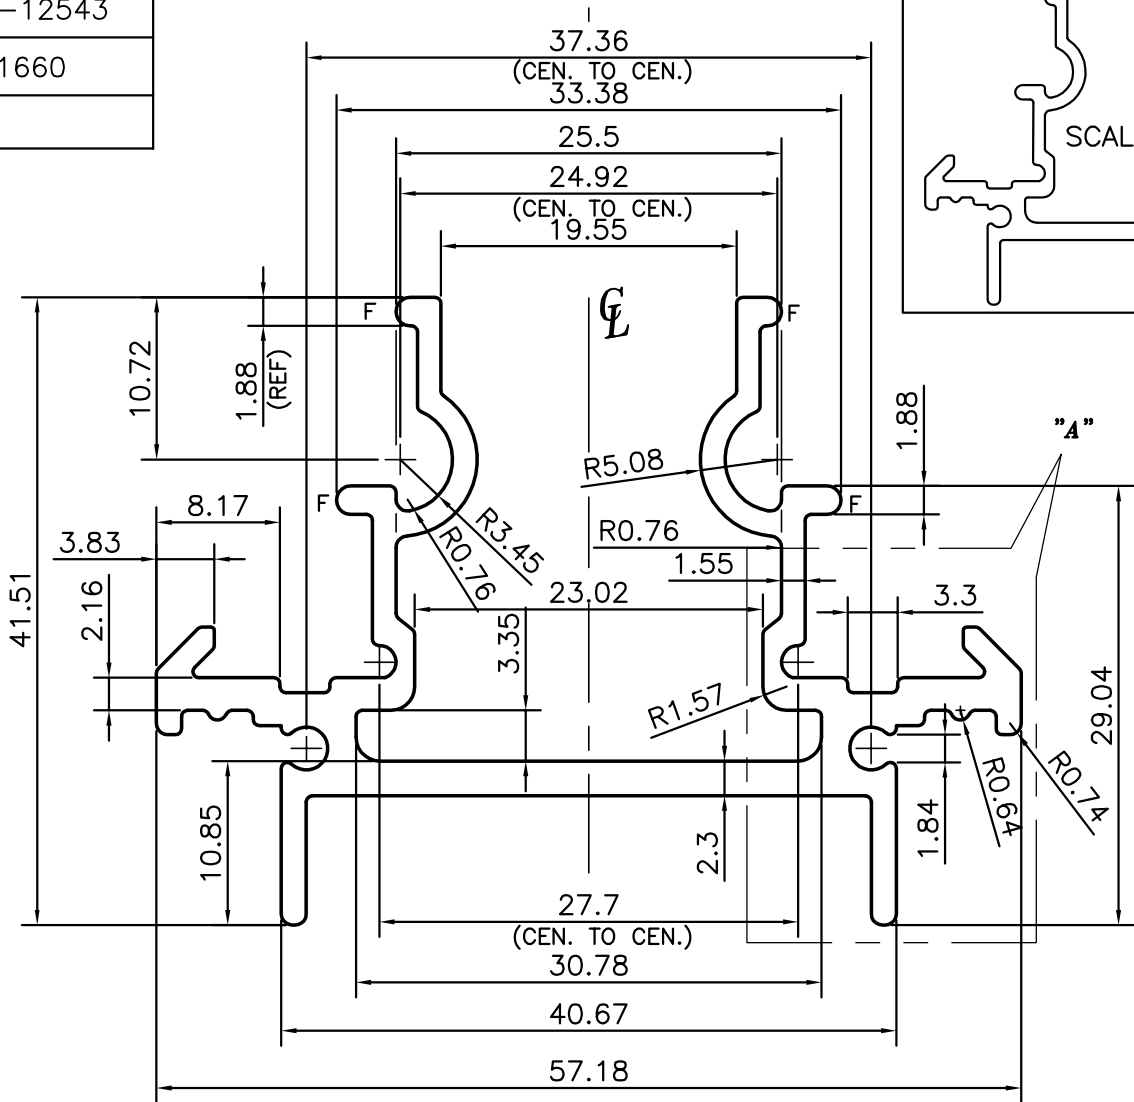 -12543
1660
SCAL
37.36
(CEN. TO CEN.)
33.38
25.5
24.92
(CEN. TO CEN.)
19.55
CL
F
F
10.72
1.88
(REF)
1.88
"A"
R5.08
F
F
8.17
R3.45
R0.76
R0.76
3.83
1.55
41.51
2.16
23.02
3.3
3.35
29.04
R1.57
R0.74
R0.64
10.85
1.84
2.3
27.7
(CEN. TO CEN.)
30.78
40.67
57.18